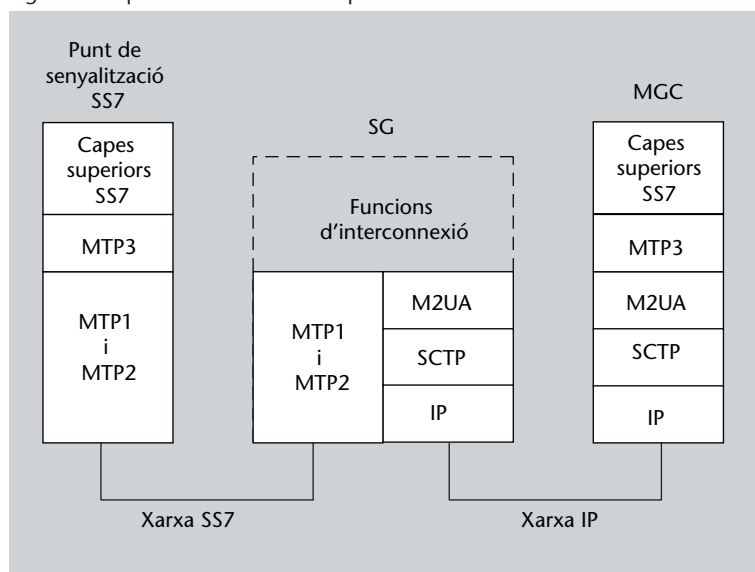 Punt de
senyalització
SS7
Capes
superiors
SS7
MTP3
MTP1
i
MTP2
SG
Funcions
d'interconnexió
MTP1
i
MTP2
M2UA
SCTP
IP
MGC
Capes
superiors
SS7
MTP3
M2UA
SCTP
IP
Xarxa SS7
Xarxa IP